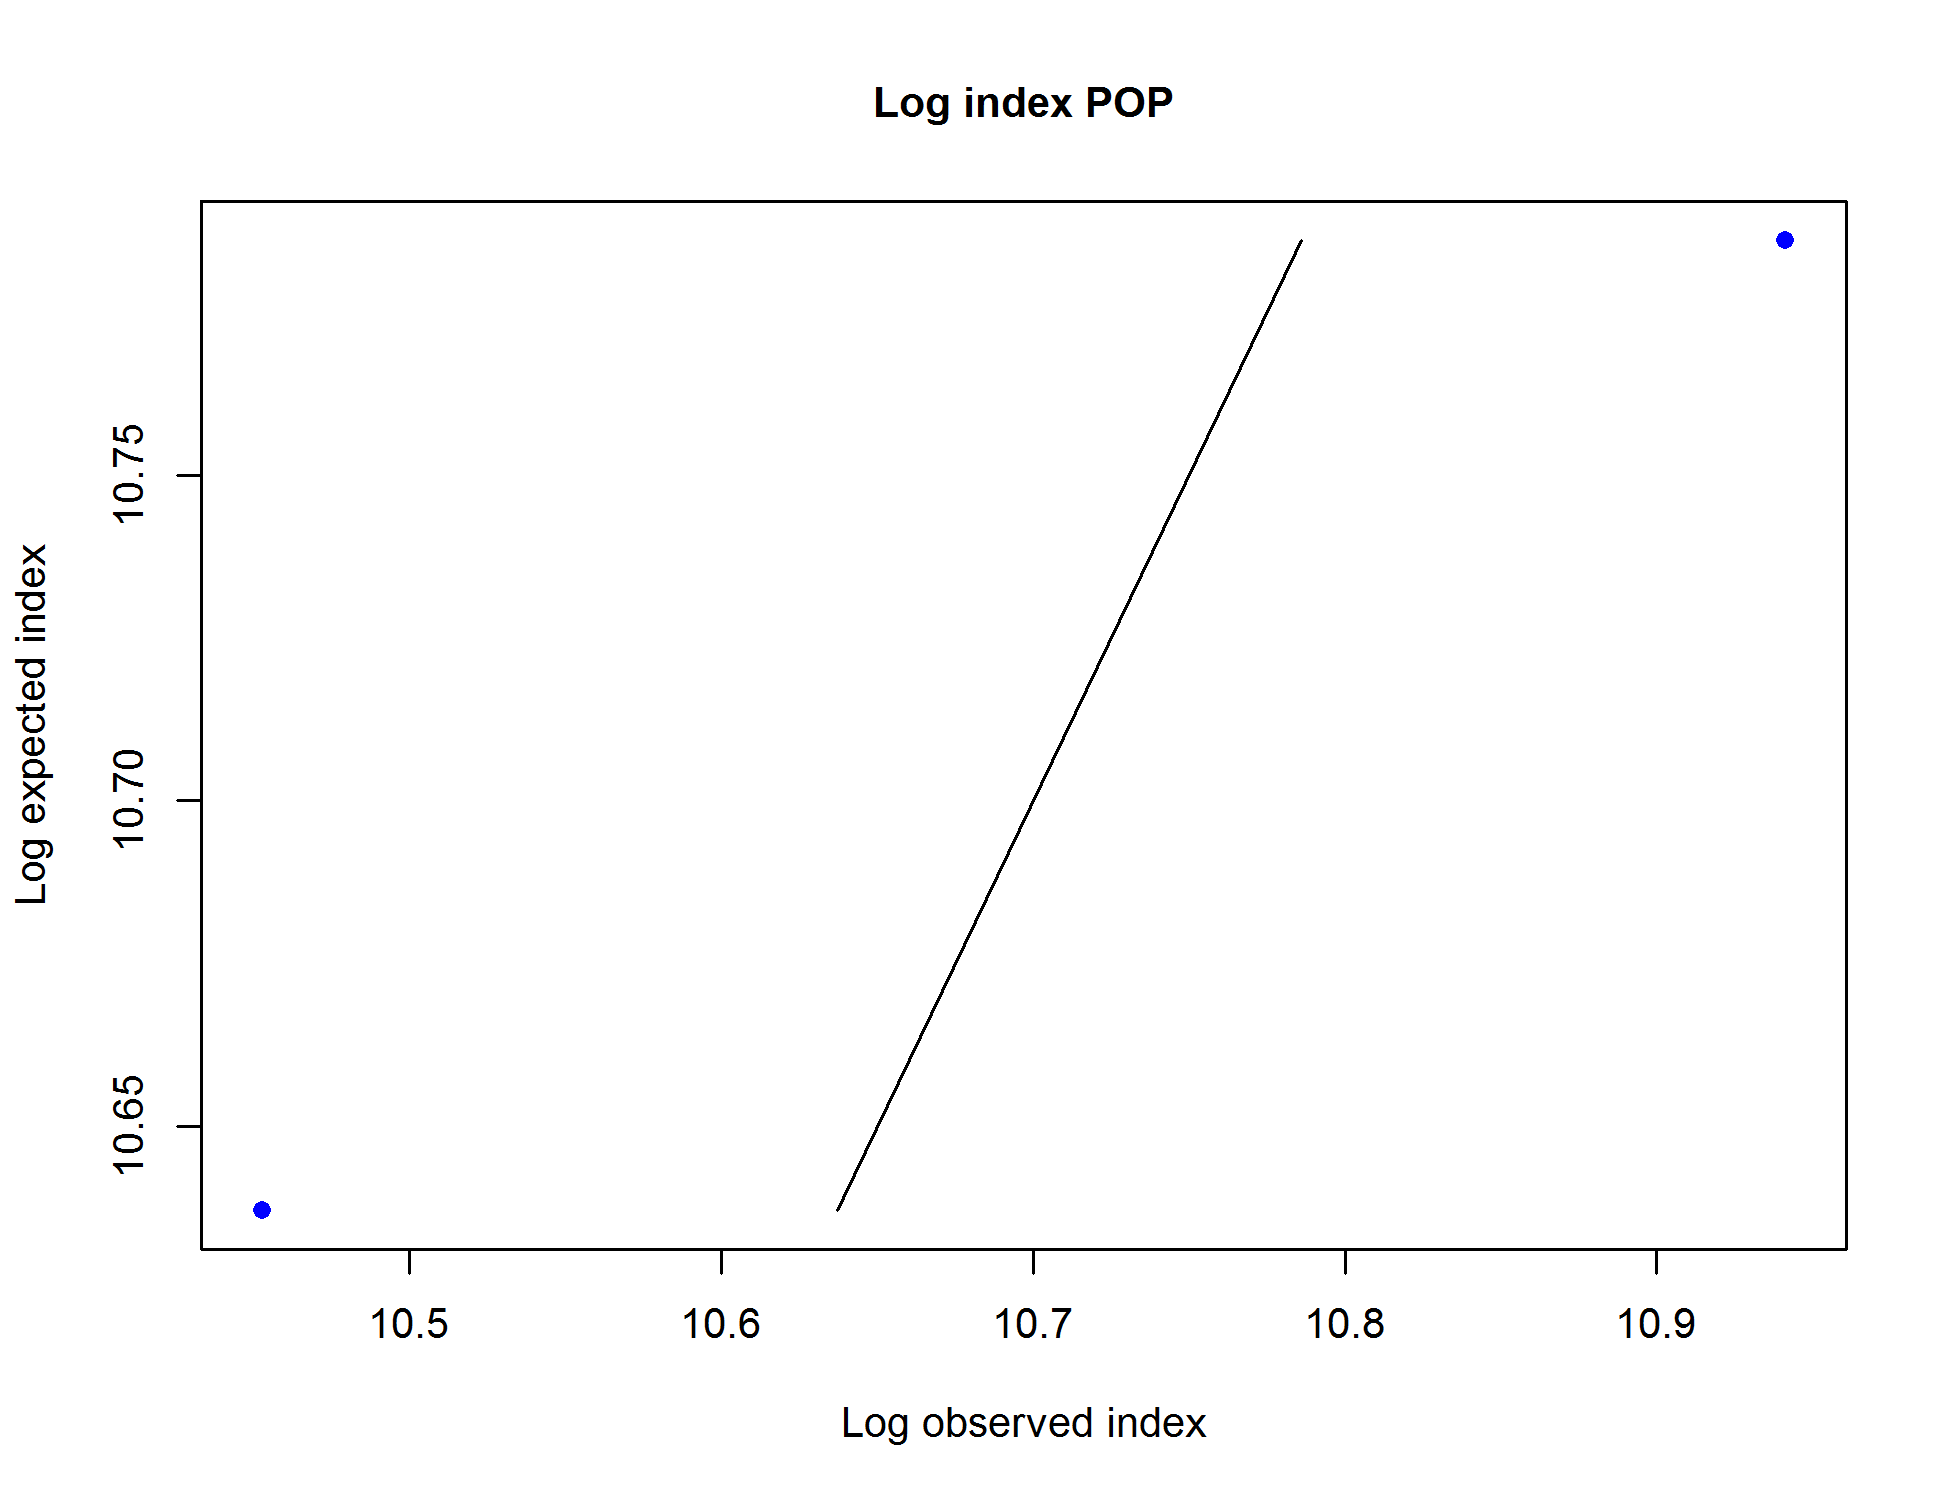 Log index POP
Log expected index
10.75
10.70
10.65
10.5 10.6 10.7 10.8 10.9
Log observed index